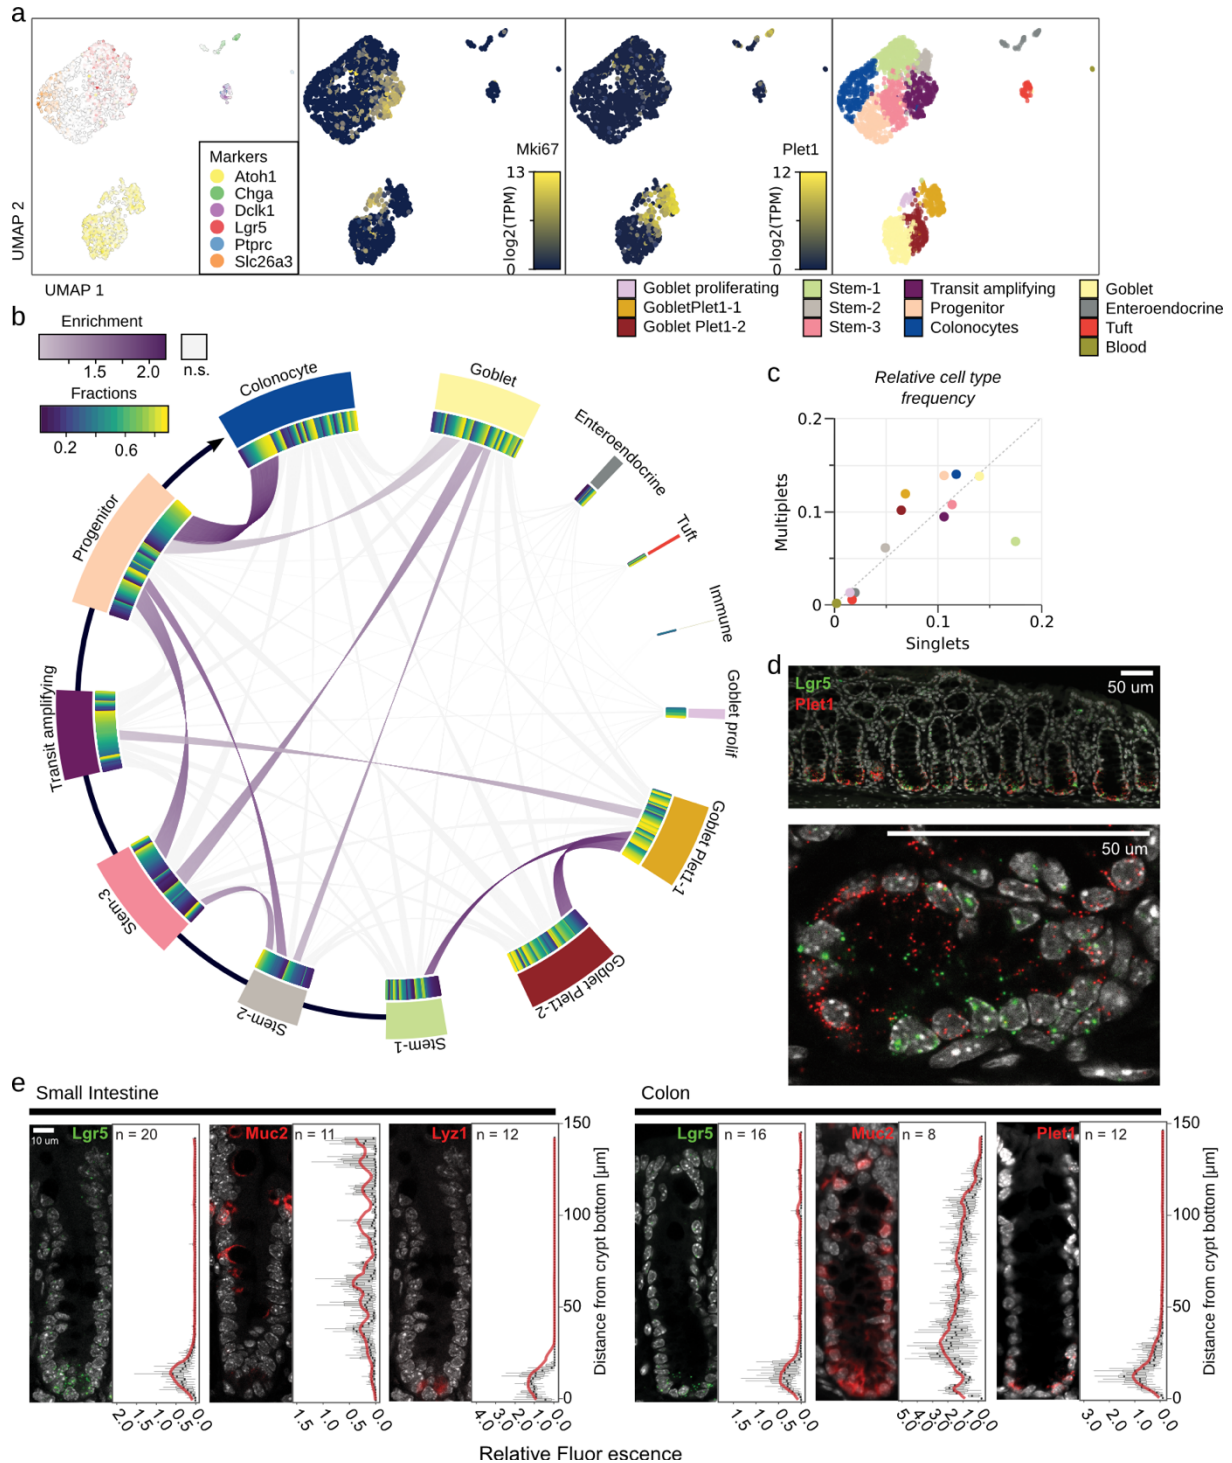 a
Markers
Atoh1
Chga
Dclk1
Lgr5
Ptprc
Slc26a3
Mki67
13
0
log2(TPM)
Plet1
12
0
log2(TPM)
UMAP 2
UMAP 1
Goblet proliferating
GobletPlet1-1
Goblet Plet1-2
Stem-1
Stem-2
Stem-3
Transit amplifying
Progenitor
Colonocytes
Goblet
Enteroendocrine
Tuft
Blood
b
Enrichment
1.5 2.0
n.s.
Fractions
0.2 0.6
Colonocyte
Goblet
Enteroendocrine
Tuft
Immune
Goblet prolif
Goblet Plet1-1
Goblet Plet1-2
Stem-1
Stem-2
Stem-3
Transit amplifying
Progenitor
c
Relative cell type
frequency
0.2
0.1
0
Multiplets
0 0.1 0.2
Singlets
d
Lgr5
Plet1
50 um
50 um
e
Small Intestine
10 um
Lgr5
n = 20
Muc2
n = 11
Lyz1
n = 12
150
100
50
0
Distance from crypt bottom [µm]
2.0 1.5 1.0 0.5 0.0
1.5 1.0 0.5 0.0
4.0 3.0 2.0 1.0 0.0
Colon
Lgr5
n = 16
Muc2
n = 8
Plet1
n = 12
150
100
50
0
Distance from crypt bottom [µm]
1.5 1.0 0.5 0.0
5.0 4.0 3.0 2.0 1.0 0.0
3.0 2.0 1.0 0.0
Relative Fluor escence